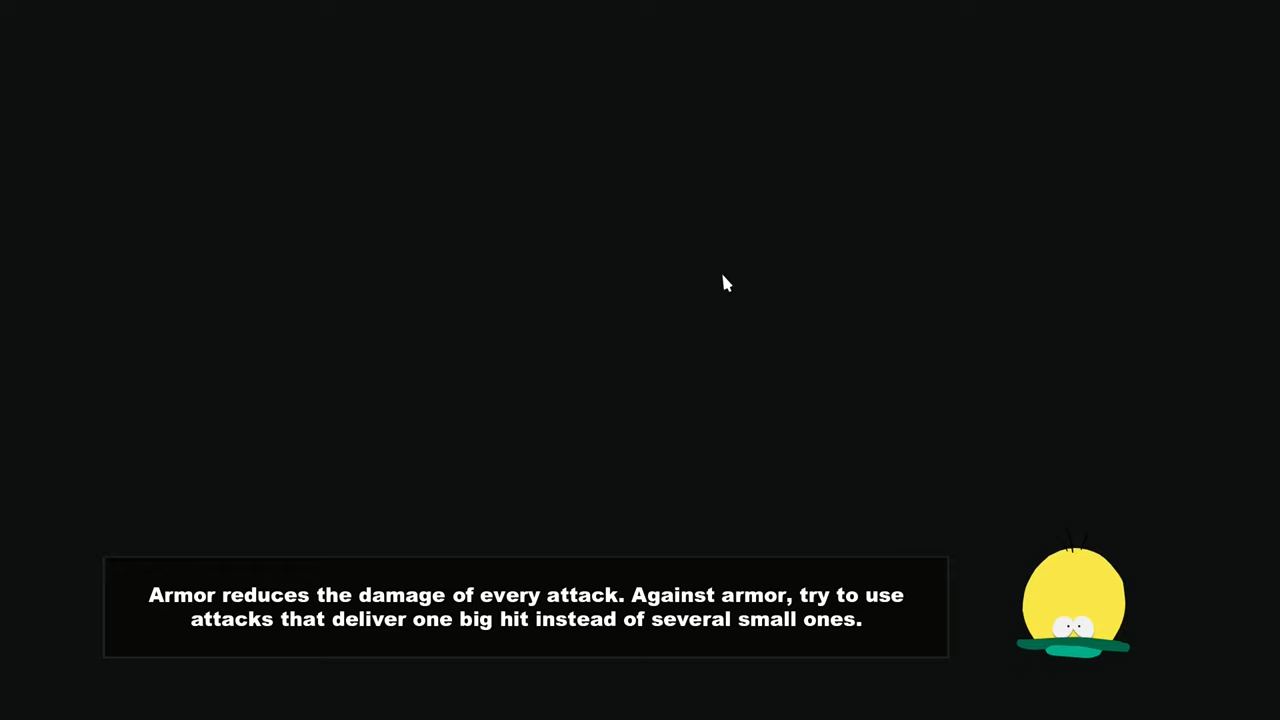 Armor reduces the damage of every attack. Against armor, try to use
attacks that deliver one big hit instead of several small ones.